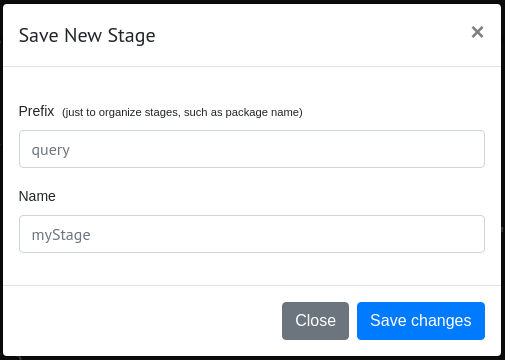 Save New Stage
×
Prefix (just to organize stages, such as package name)
query
Name
myStage
Close
Save changes